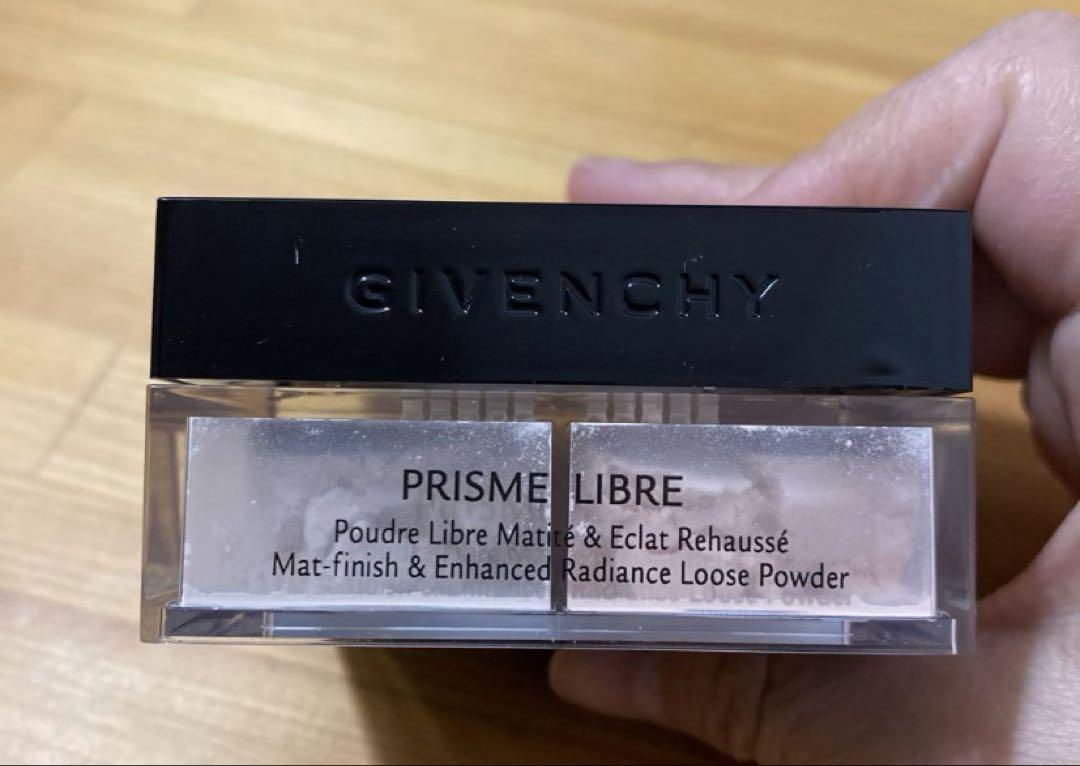 GIVENCHY
PRISME LIBRE
Poudre Libre Matité & Eclat Rehaussé
Mat-finish & Enhanced Radiance Loose Powder